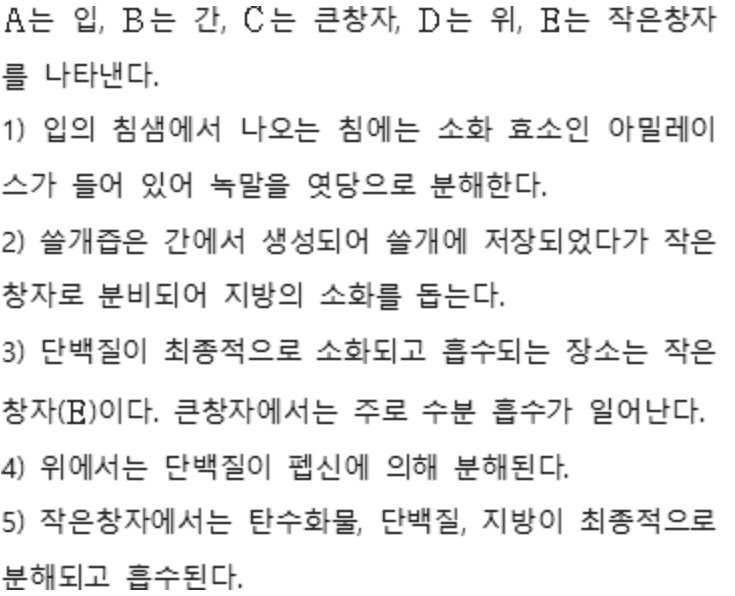 A는 입, B는 간, C는 큰창자, D는 위, E는 작은창자
를 나타낸다.
1) 입의 침샘에서 나오는 침에는 소화 효소인 아밀레이
스가 들어 있어 녹말을 엿당으로 분해한다.
2) 쓸개즙은 간에서 생성되어 쓸개에 저장되었다가 작은
창자로 분비되어 지방의 소화를 돕는다.
3) 단백질이 최종적으로 소화되고 흡수되는 장소는 작은
창자(E)이다. 큰창자에서는 주로 수분 흡수가 일어난다.
4) 위에서는 단백질이 펩신에 의해 분해된다.
5) 작은창자에서는 탄수화물, 단백질, 지방이 최종적으로
분해되고 흡수된다.